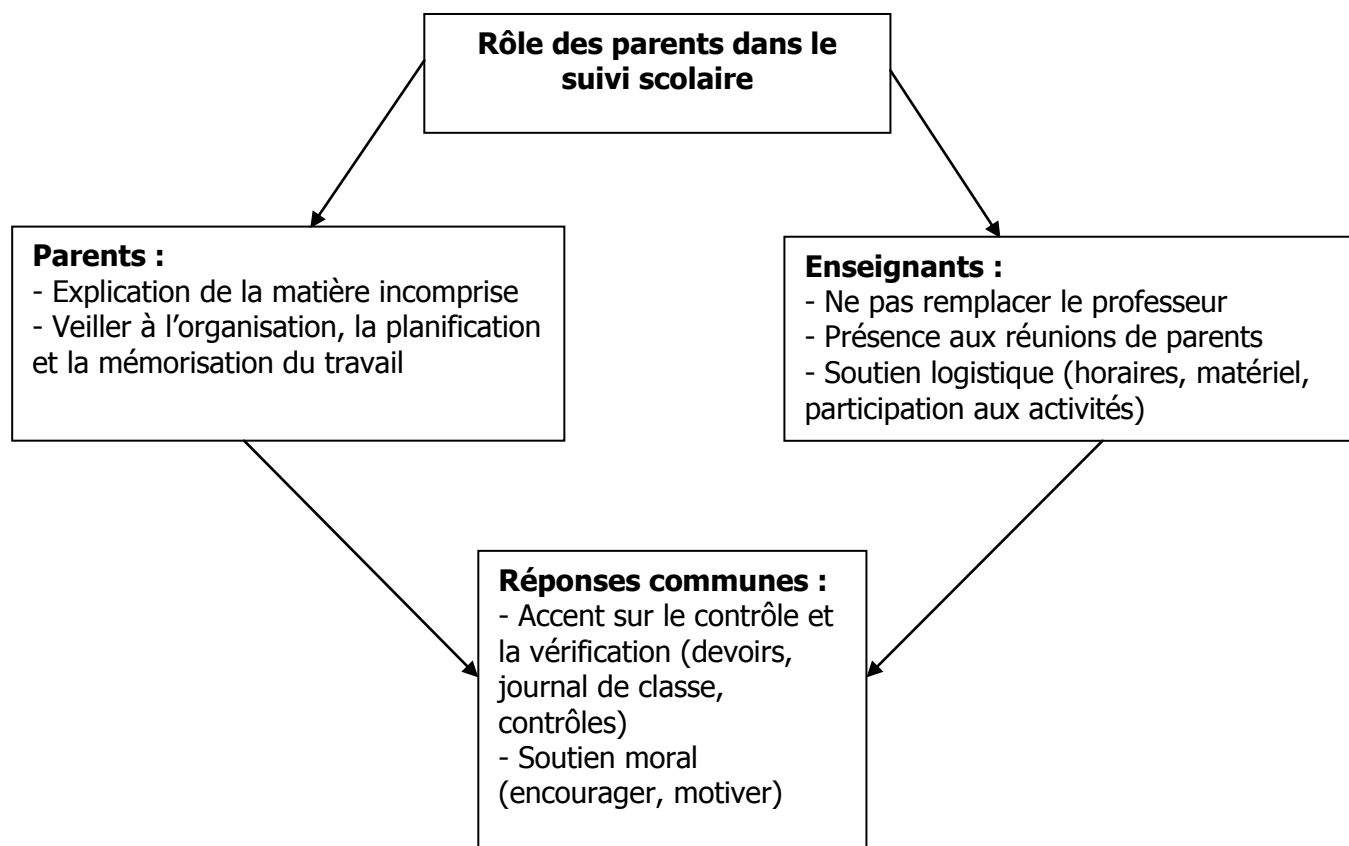 Rôle des parents dans le
suivi scolaire
Parents :
- Explication de la matière incomprise
- Veiller à l’organisation, la planification
et la mémorisation du travail
Enseignants :
- Ne pas remplacer le professeur
- Présence aux réunions de parents
- Soutien logistique (horaires, matériel,
participation aux activités)
Réponses communes :
- Accent sur le contrôle et
la vérification (devoirs,
journal de classe,
contrôles)
- Soutien moral
(encourager, motiver)